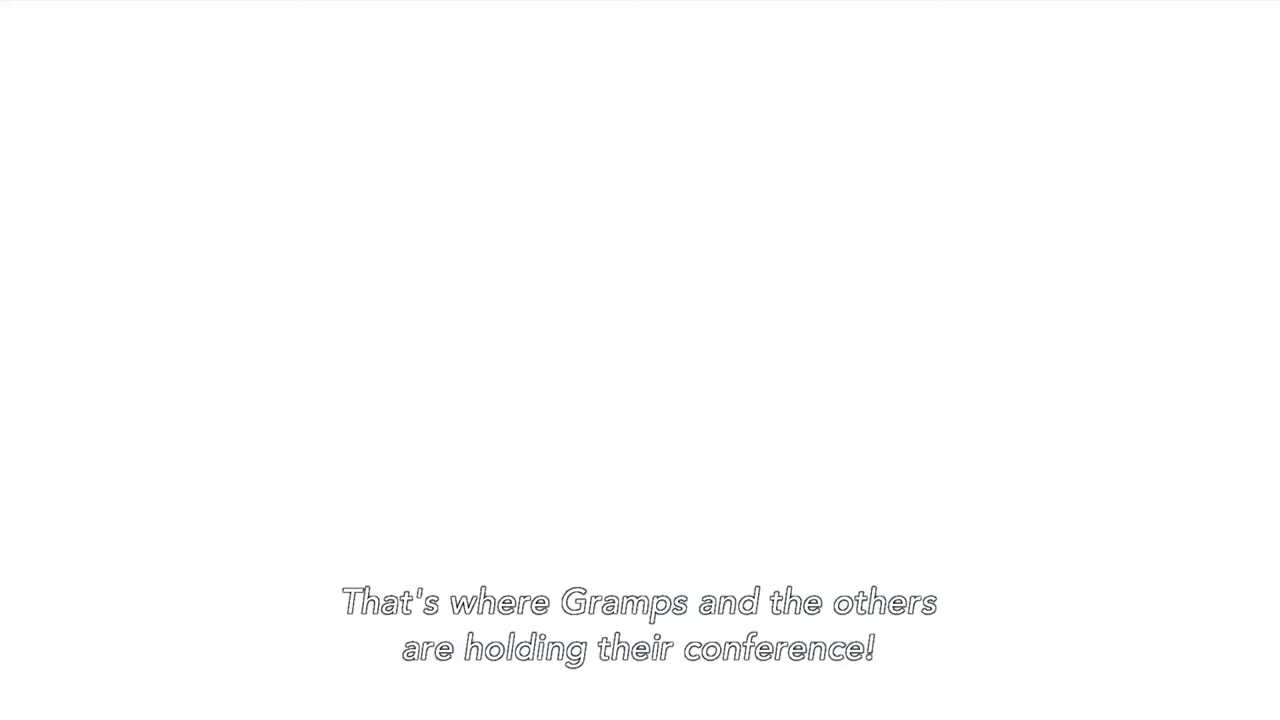 That's where Gramps and the others
are holding their conference!